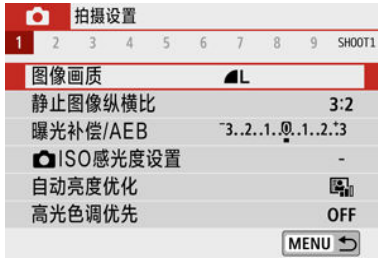 拍摄设置
1 2 3 4 5 6 7 8 9 SHOOT1
图像画质 L
静止图像纵横比 3:2
曝光补偿/AEB -3..2..1..0..1..2.:+3
ISO感光度设置 -
自动亮度优化
高光色调优先 OFF
MENU